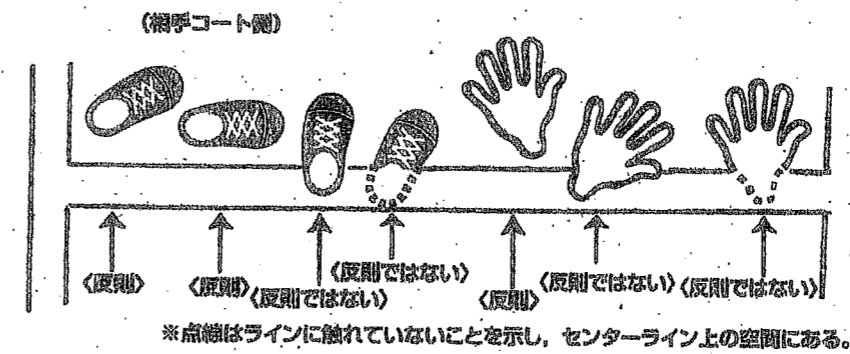 （相手コート側）
〈反則〉
〈反則〉
〈反則ではない〉
〈反則ではない〉
〈反則〉
〈反則ではない〉
〈反則ではない〉
※点線はラインに触れていないことを示し，センターライン上の空間にある。